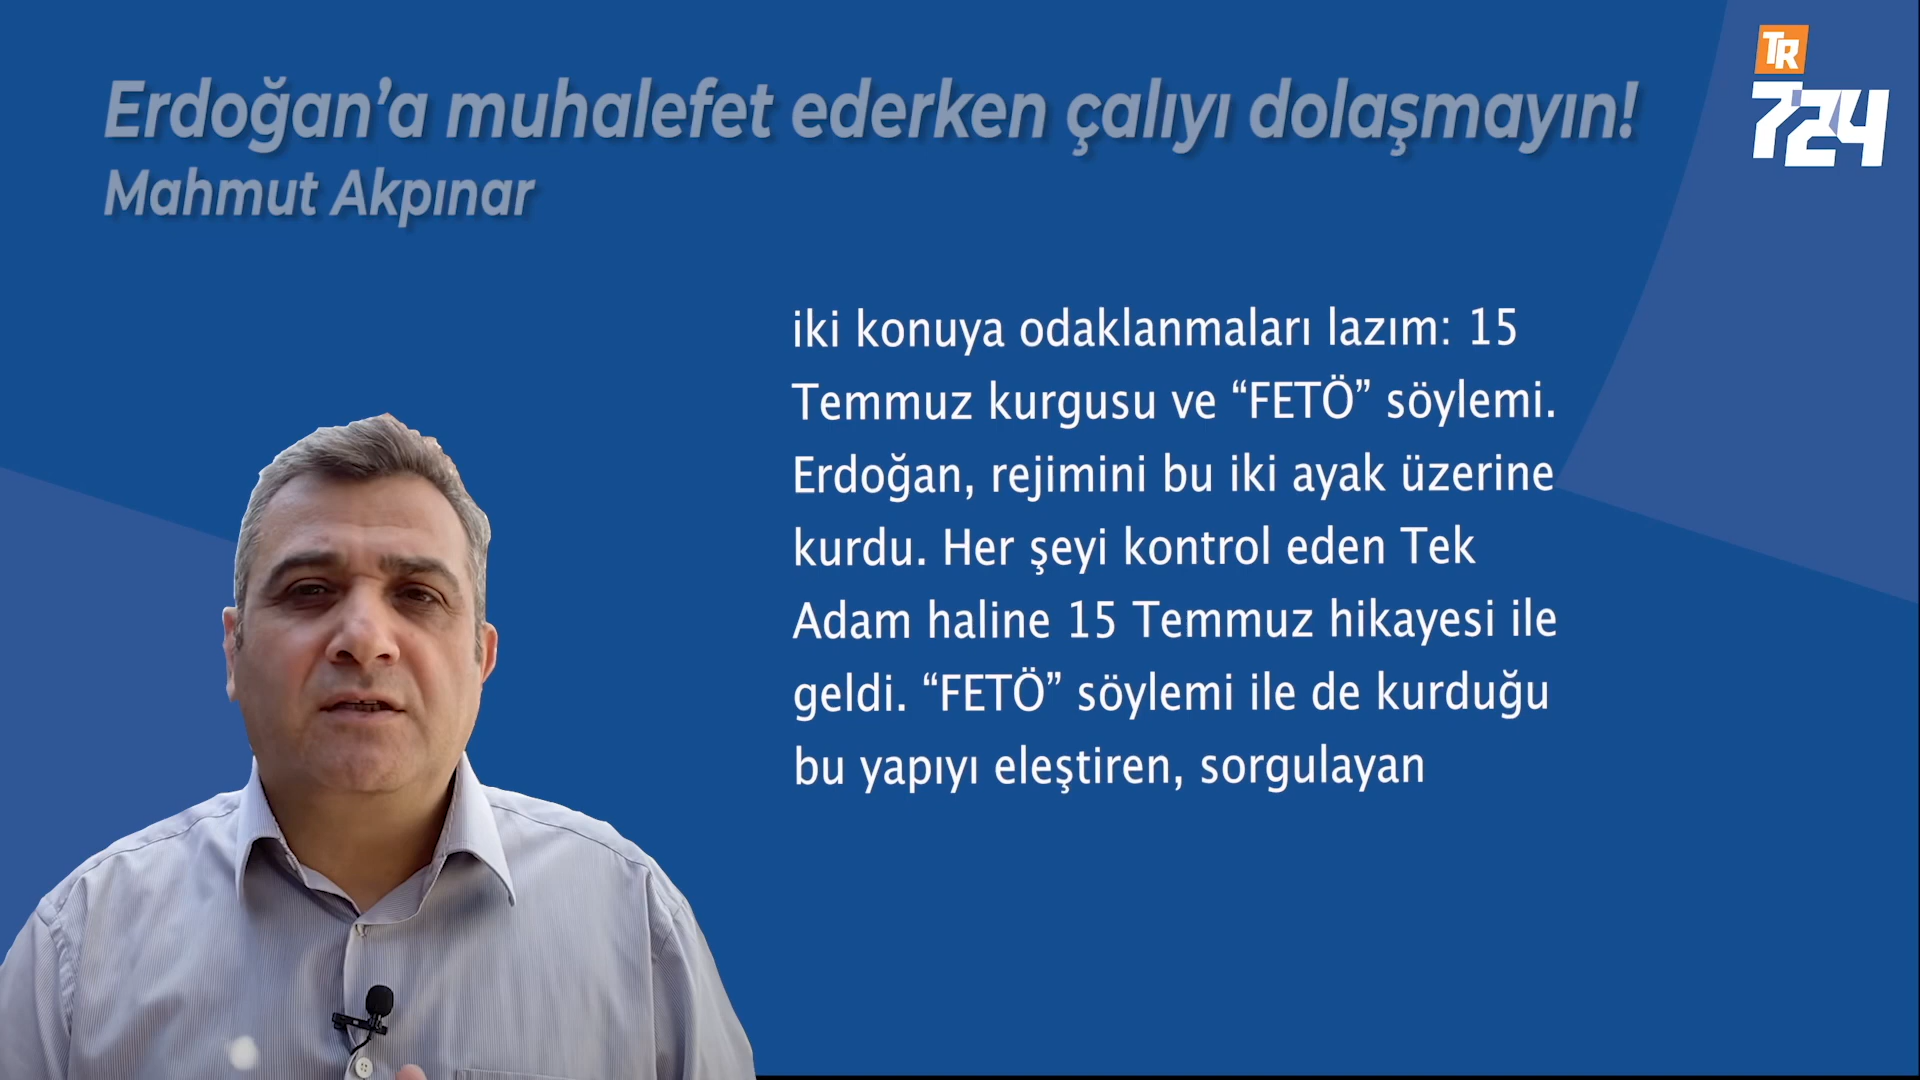 Erdoğan’a muhalefet ederken çalıyı dolaşmayın!
Mahmut Akpınar
TR
7/24
iki konuya odaklanmaları lazım: 15
Temmuz kurgusu ve “FETÖ” söylemi.
Erdoğan, rejimini bu iki ayak üzerine
kurdu. Her şeyi kontrol eden Tek
Adam haline 15 Temmuz hikayesi ile
geldi. “FETÖ” söylemi ile de kurduğu
bu yapıyı eleştiren, sorgulayan